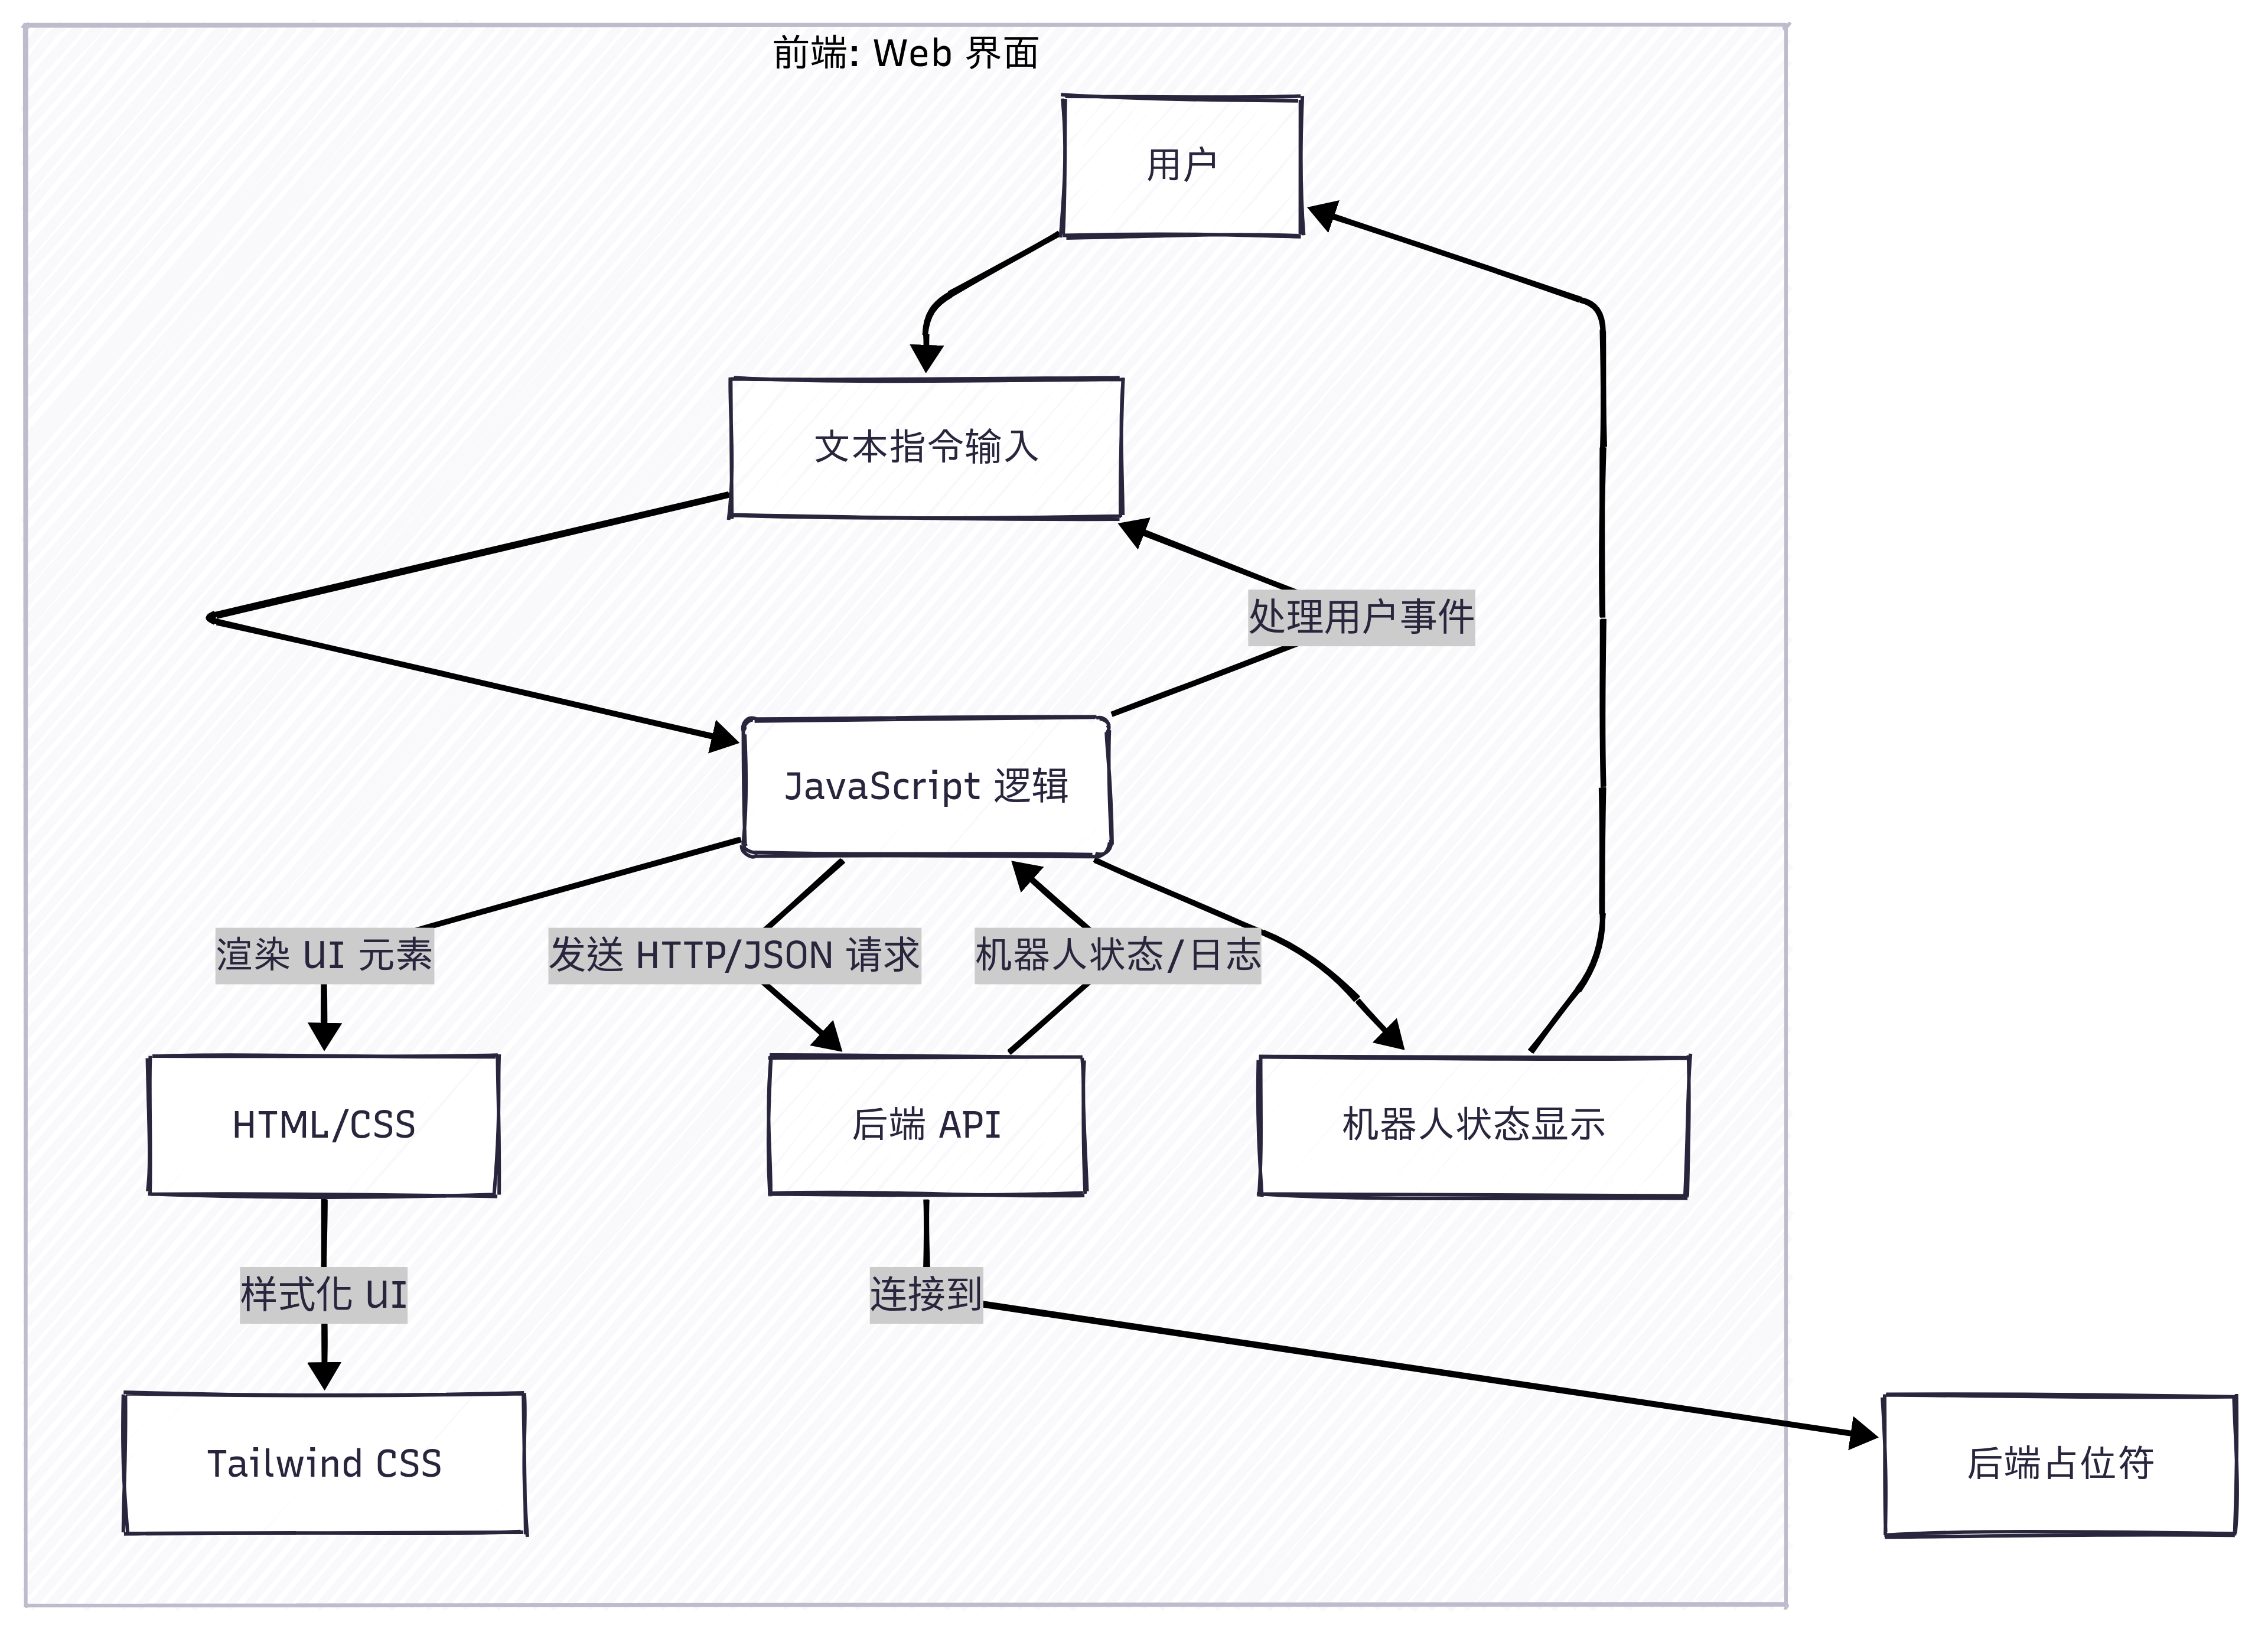 前端: Web 界面
用户
文本指令输入
处理用户事件
JavaScript 逻辑
渲染 UI 元素
发送 HTTP/JSON 请求
机器人状态/日志
HTML/CSS
后端 API
机器人状态显示
样式化 UI
连接到
Tailwind CSS
后端占位符